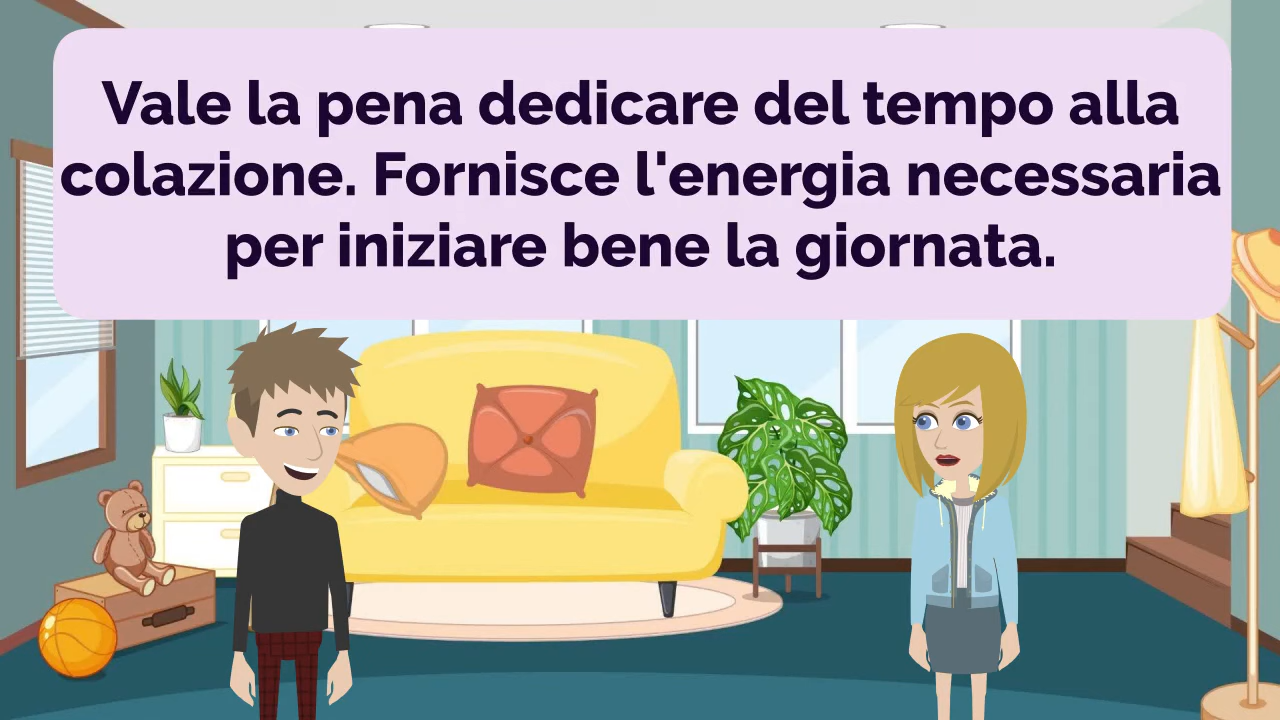 Vale la pena dedicare del tempo alla
colazione. Fornisce l'energia necessaria
per iniziare bene la giornata.